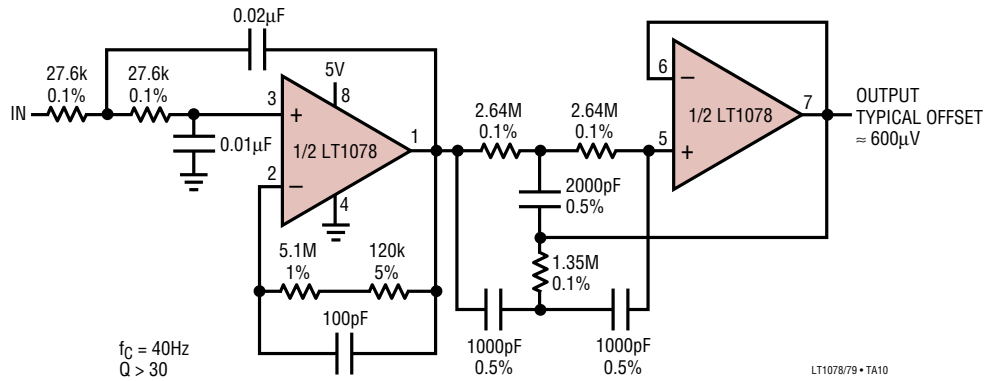 0.02µF
27.6k
0.1%
27.6k
0.1%
IN
0.01µF
3
+
2
–
5V
8
1/2 LT1078
1
4
5.1M
1%
120k
5%
100pF
fC = 40Hz
Q > 30
2.64M
0.1%
2.64M
0.1%
2000pF
0.5%
1.35M
0.1%
1000pF
0.5%
1000pF
0.5%
6
–
5
+
1/2 LT1078
7
OUTPUT
TYPICAL OFFSET
≈ 600µV
LT1078/79 • TA10